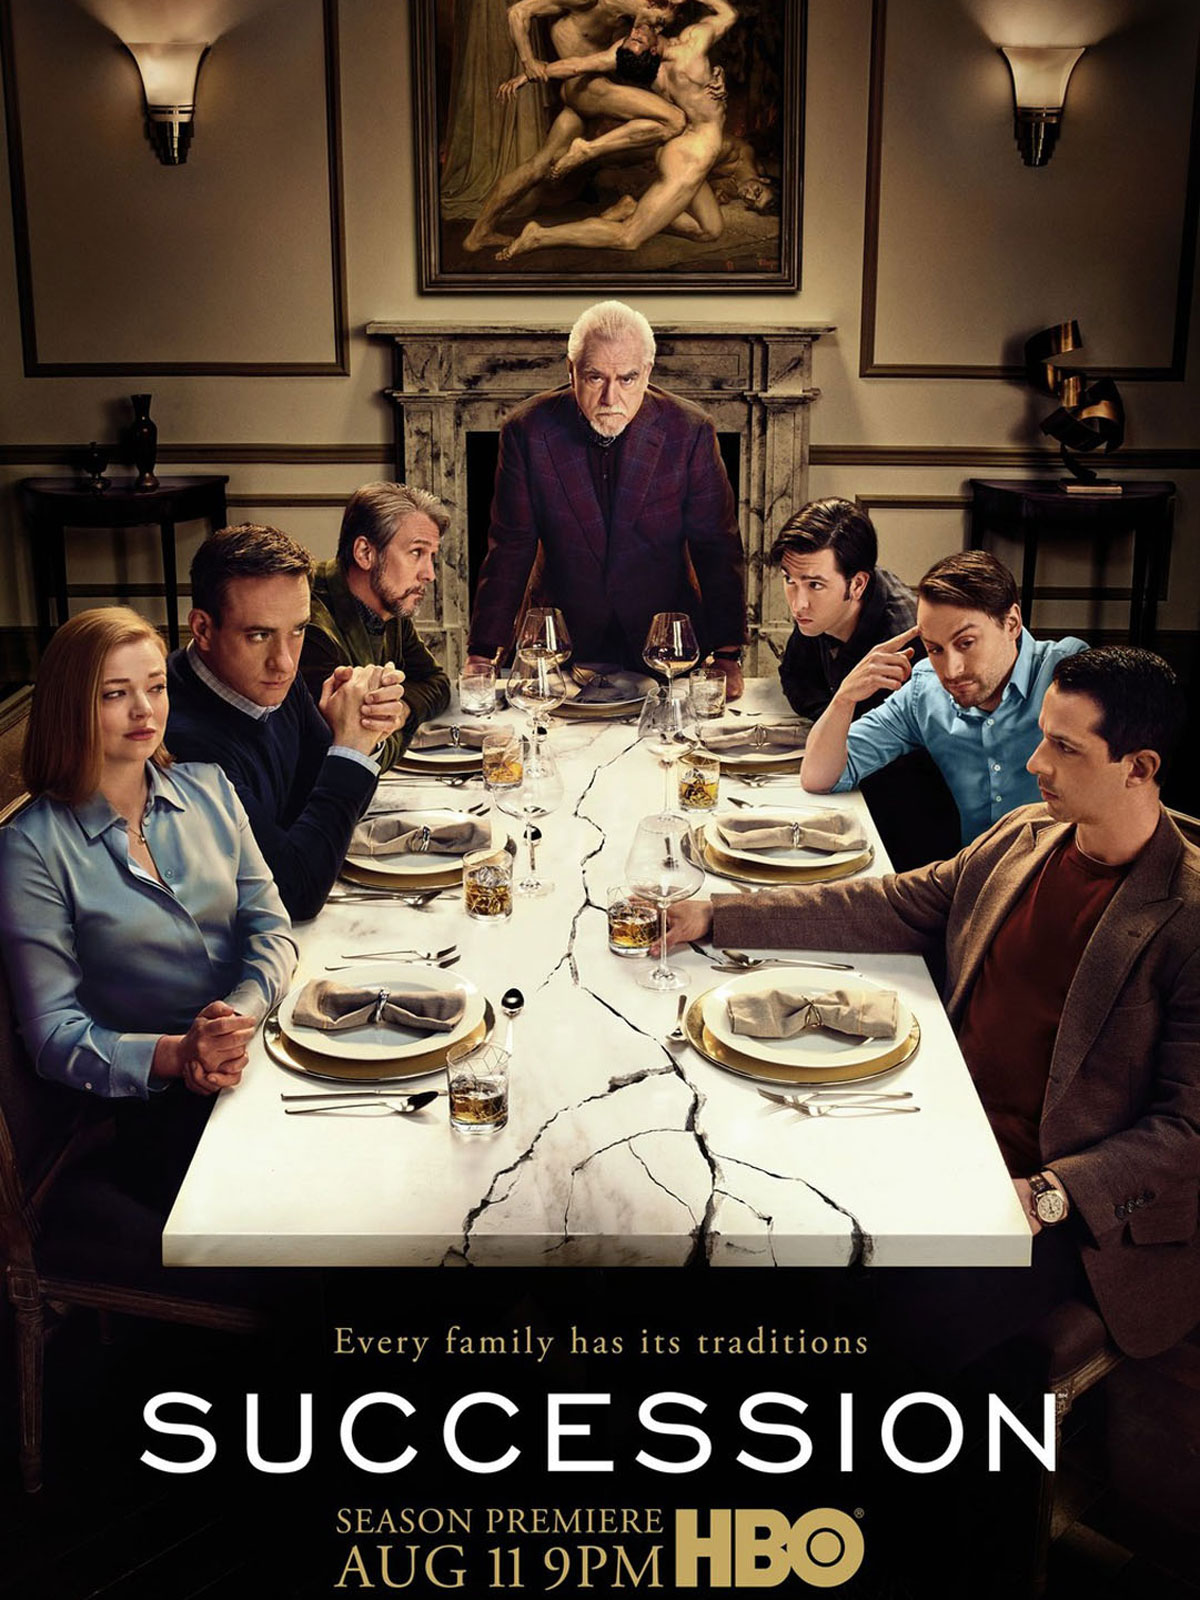 Every family has its traditions
SUCCESSION
SEASON PREMIERE
AUG 11 9PM
HBO®